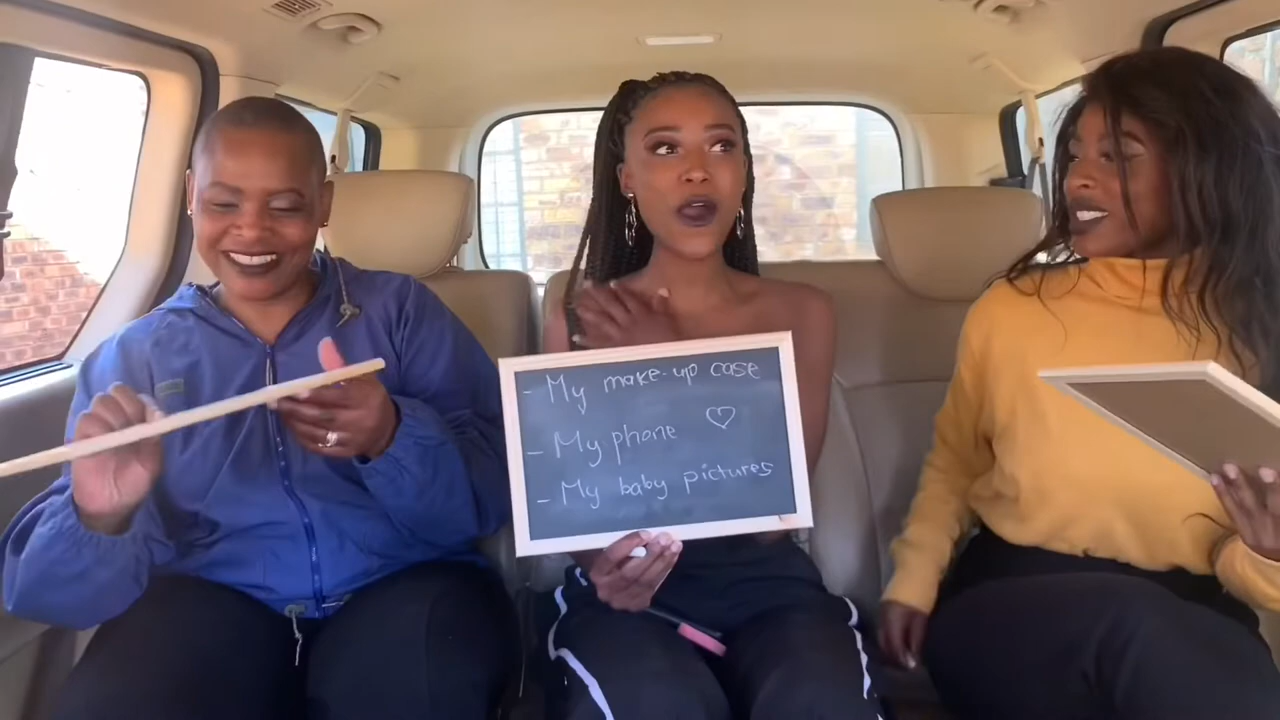 - My make-up case
- My phone ♡
- My baby pictures